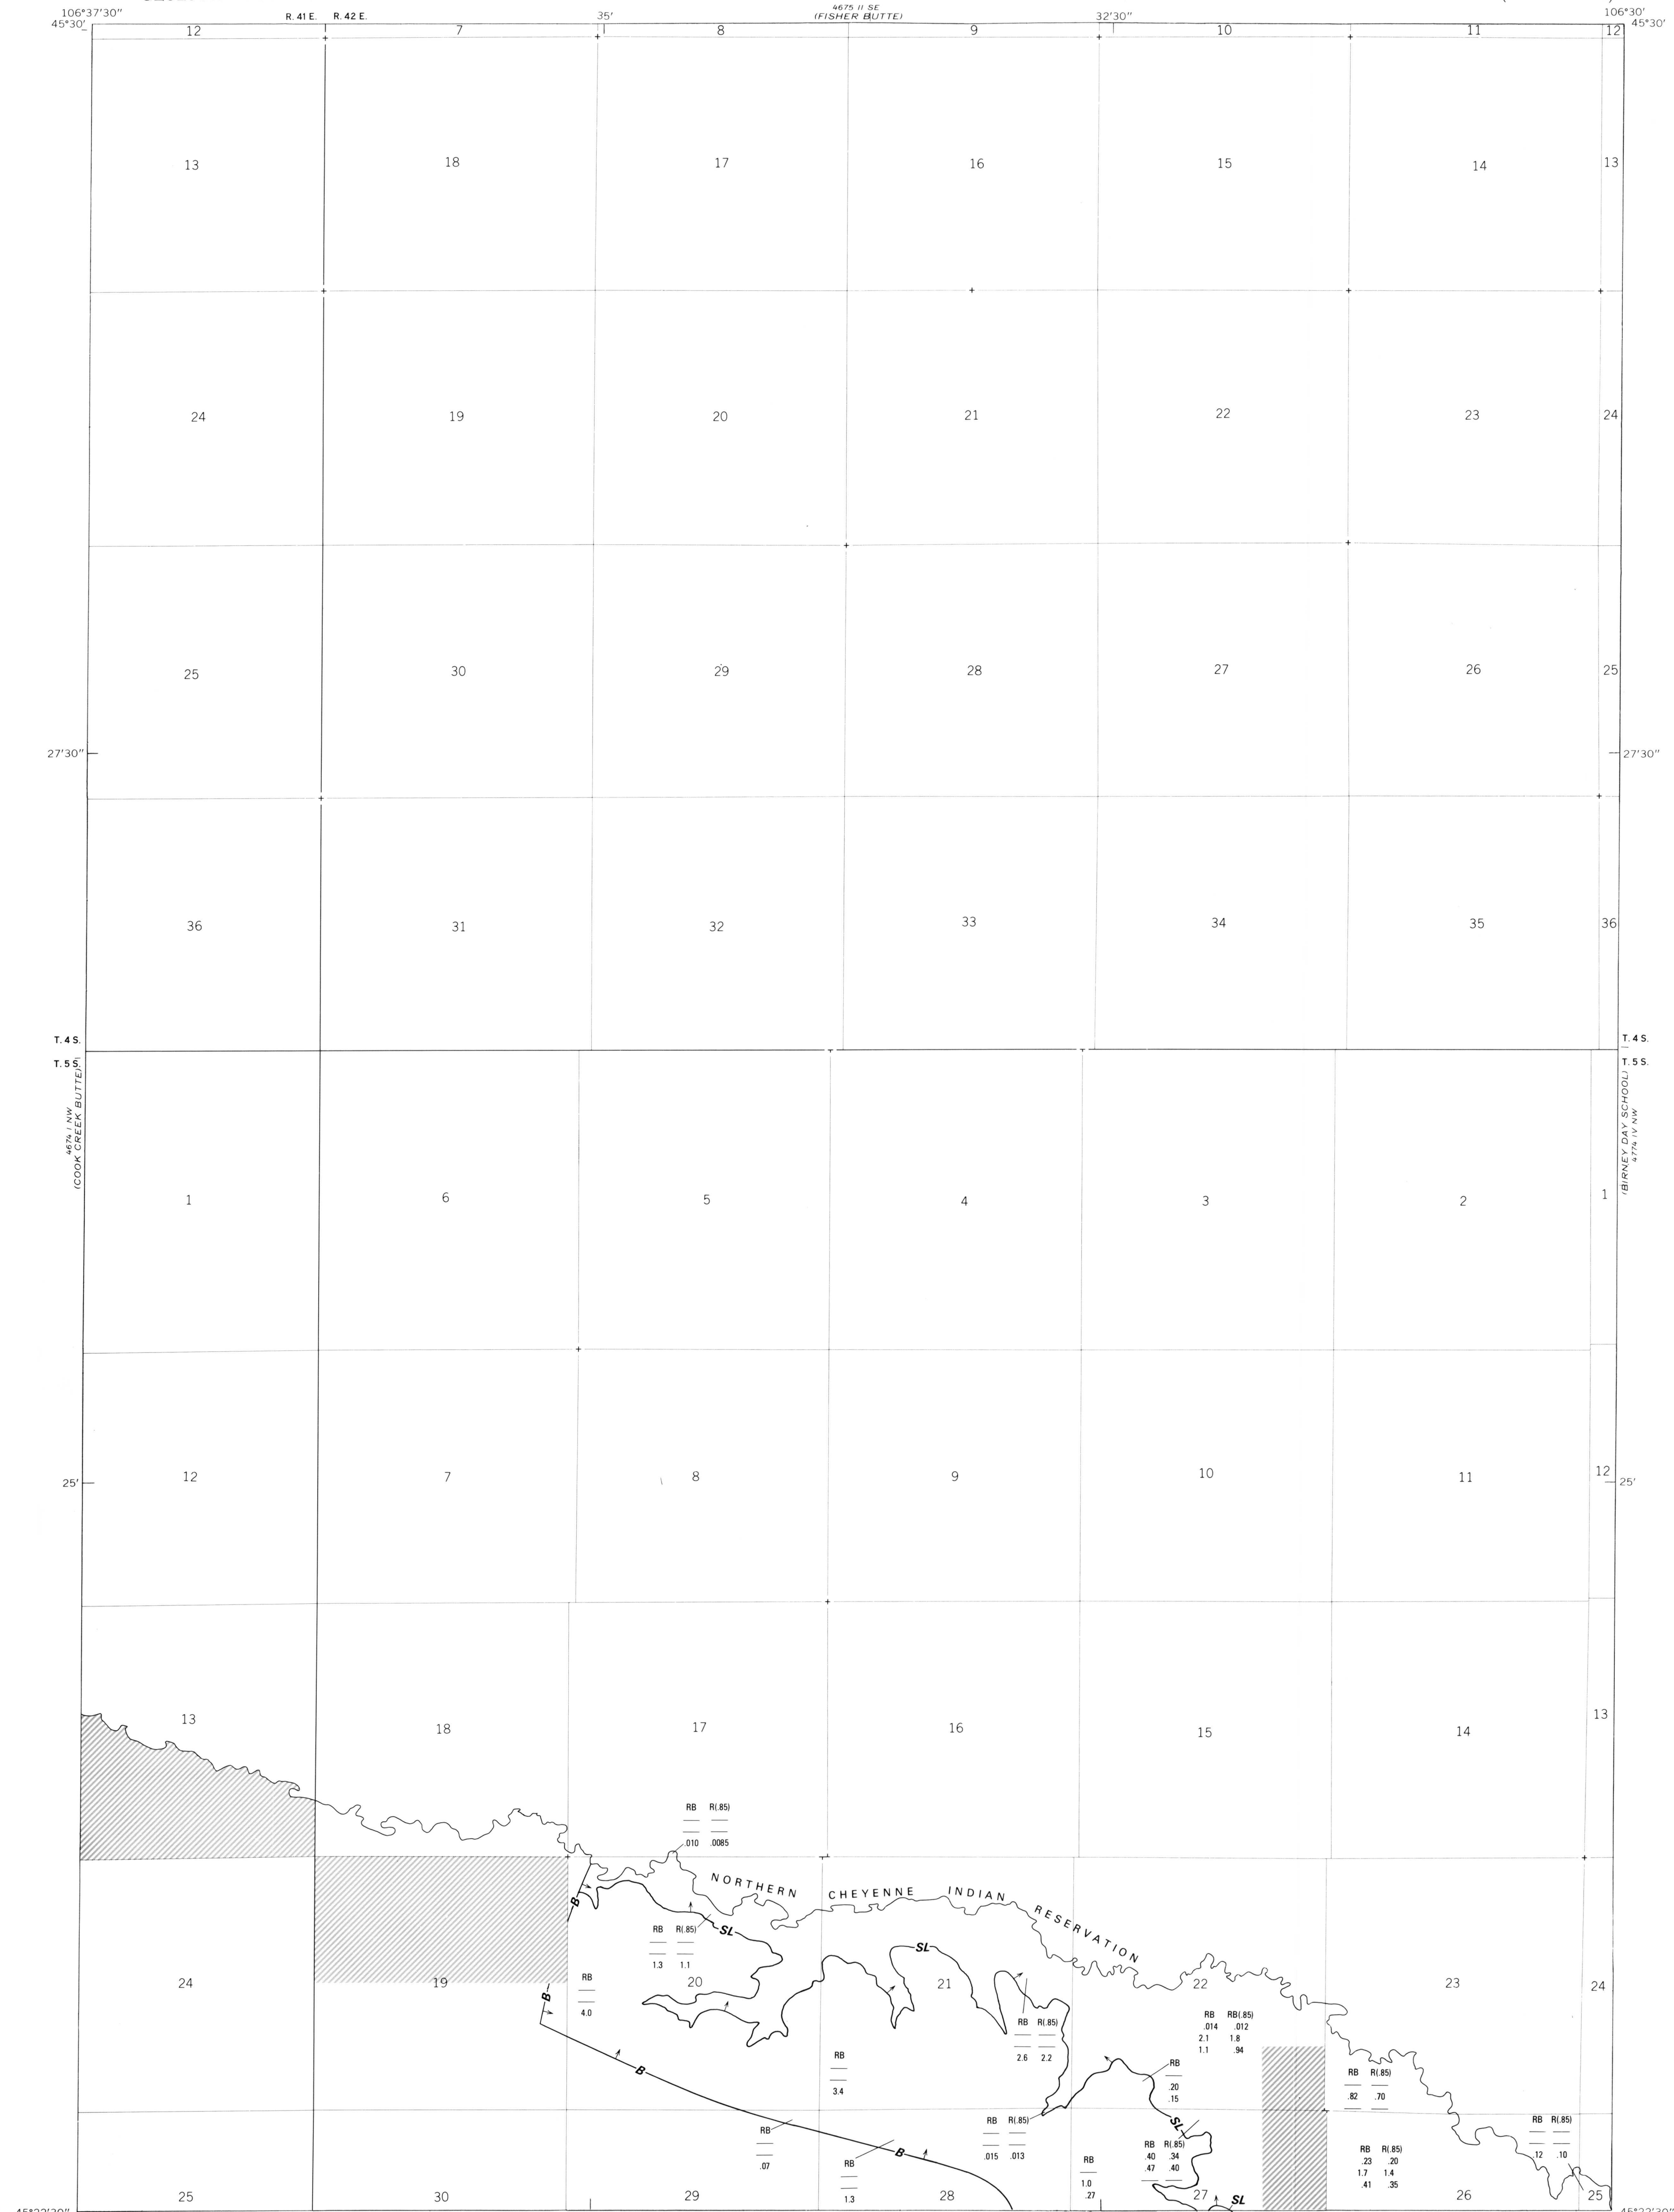 4675 II SE
106°37'30" R. 41 E. R. 42 E. 35' (FISHER BUTTE) 32'30" 106°30'
45°30' 45°30'
12 7 8 9 10 11 12
13 18 17 16 15 14 13
24 19 20 21 22 23 24
25 30 29 28 27 26 25
27'30" 27'30"
36 31 32 33 34 35 36
T. 4 S. T. 4 S.
T. 5 S. T. 5 S.
4674 I NW
(COOK CREEK BUTTE)
(BIRNEY DAY SCHOOL)
4774 IV NW
1 6 5 4 3 2 1
12 7 8 9 10 11 12
25' 25'
13 18 17 16 15 14 13
RB R(.85)
.010 .0085
NORTHERN CHEYENNE INDIAN RESERVATION
B
RB R(.85)
1.3 1.1
SL
SL
24 19 20 21 22 23 24
B
RB
4.0
RB R(.85)
2.6 2.2
RB RB(.85)
.014 .012
2.1 1.8
1.1 .94
B
RB
3.4
RB
.20
.15
RB R(.85)
.82 .70
RB
.07
RB
1.3
B
RB R(.85)
.015 .013
SL
RB
1.0
.27
RB R(.85)
.40 .34
.47 .40
RB R(.85)
.23 .20
1.7 1.4
.41 .35
RB R(.85)
.12 .10
25 30 29 28 27 SL 26 25